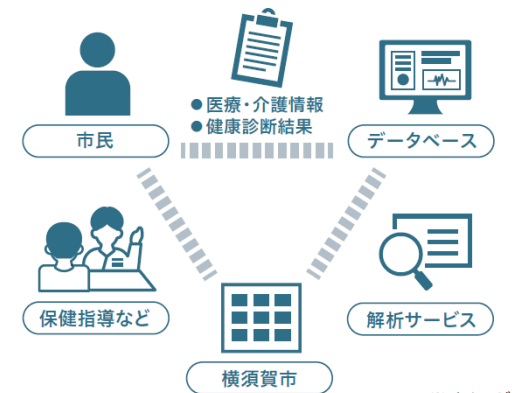 ● 医療・介護情報
● 健康診断結果
市民
データベース
保健指導など
解析サービス
横須賀市